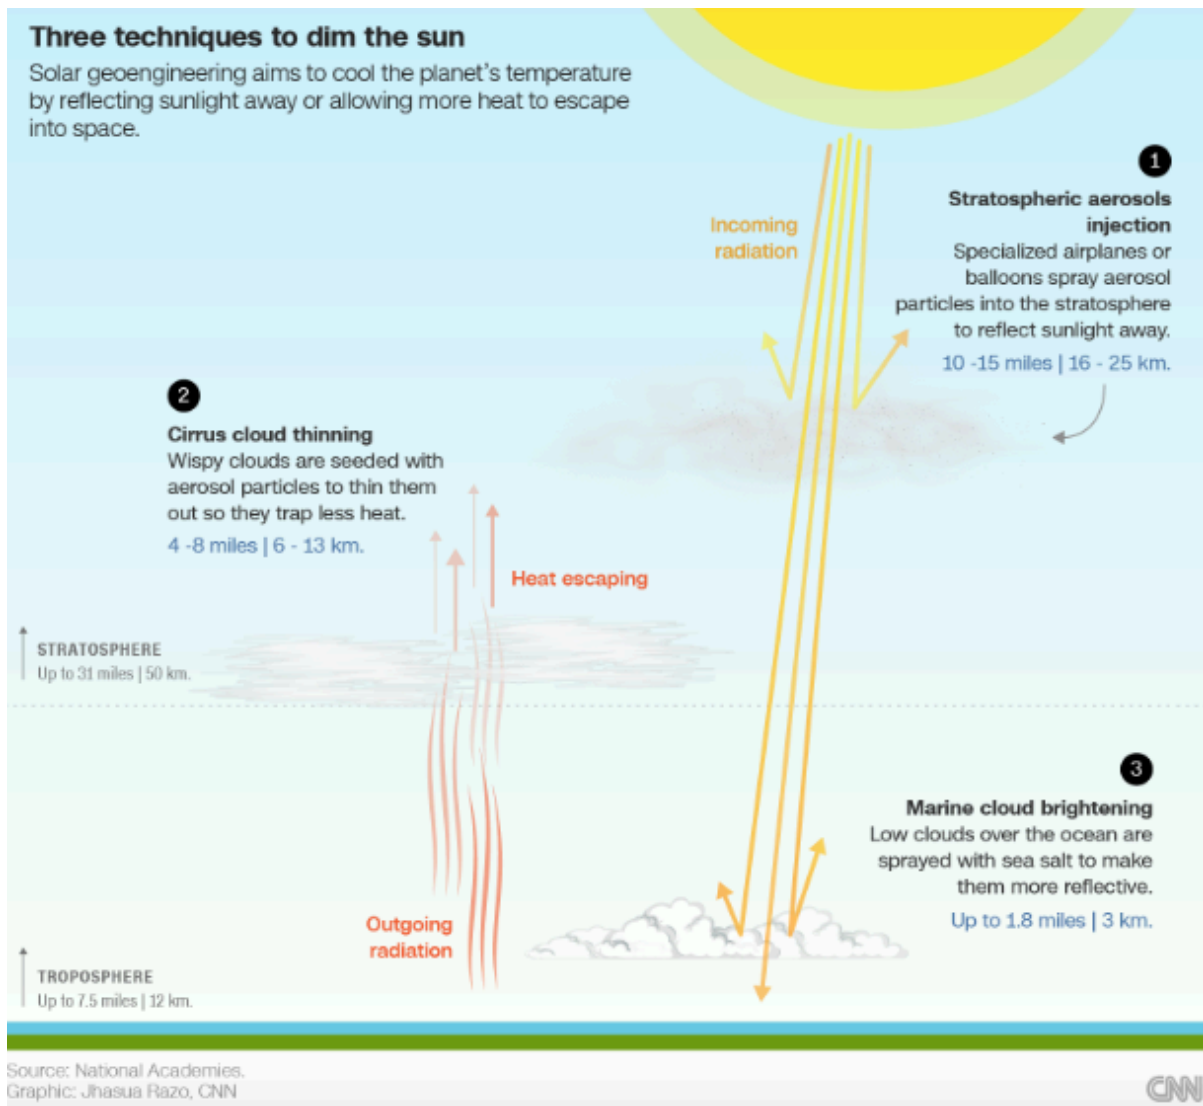 Three techniques to dim the sun
Solar geoengineering aims to cool the planet's temperature
by reflecting sunlight away or allowing more heat to escape
into space.
1
Stratospheric aerosols
injection
Specialized airplanes or
balloons spray aerosol
particles into the stratosphere
to reflect sunlight away.
10 -15 miles | 16 - 25 km.
Incoming
radiation
2
Cirrus cloud thinning
Wispy clouds are seeded with
aerosol particles to thin them
out so they trap less heat.
4 -8 miles | 6 - 13 km.
Heat escaping
STRATOSPHERE
Up to 31 miles | 50 km.
3
Marine cloud brightening
Low clouds over the ocean are
sprayed with sea salt to make
them more reflective.
Up to 1.8 miles | 3 km.
Outgoing
radiation
TROPOSPHERE
Up to 7.5 miles | 12 km.
Source: National Academies.
Graphic: Jhasua Razo, CNN
CNN